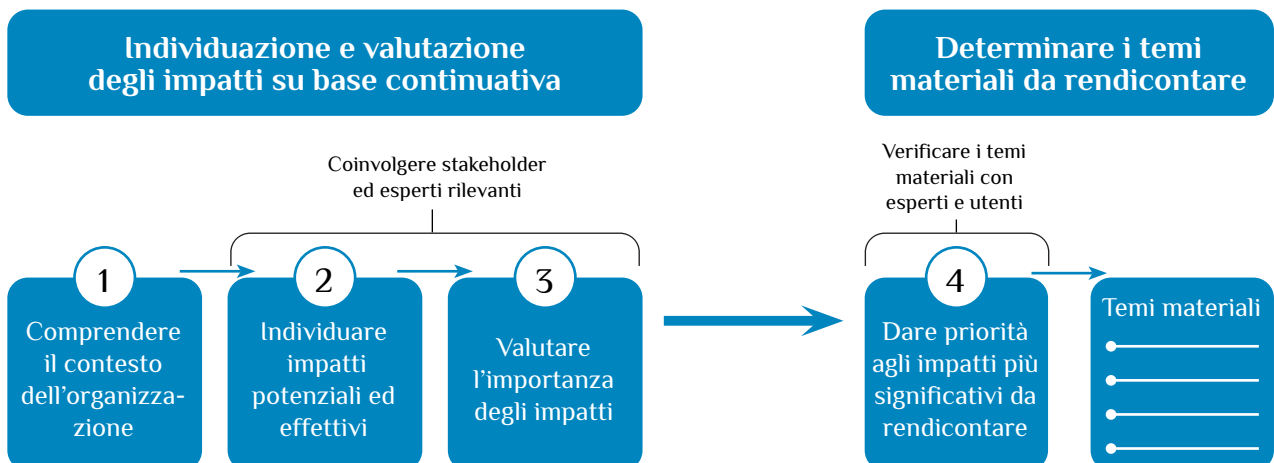 Individuazione e valutazione
degli impatti su base continuativa
Determinare i temi
materiali da rendicontare
Coinvolgere stakeholder
ed esperti rilevanti
Verificare i temi
materiali con
esperti e utenti
1
Comprendere
il contesto
dell'organizza-
zione
2
Individuare
impatti
potenziali ed
effettivi
3
Valutare
l'importanza
degli impatti
4
Dare priorità
agli impatti più
significativi da
rendicontare
Temi materiali